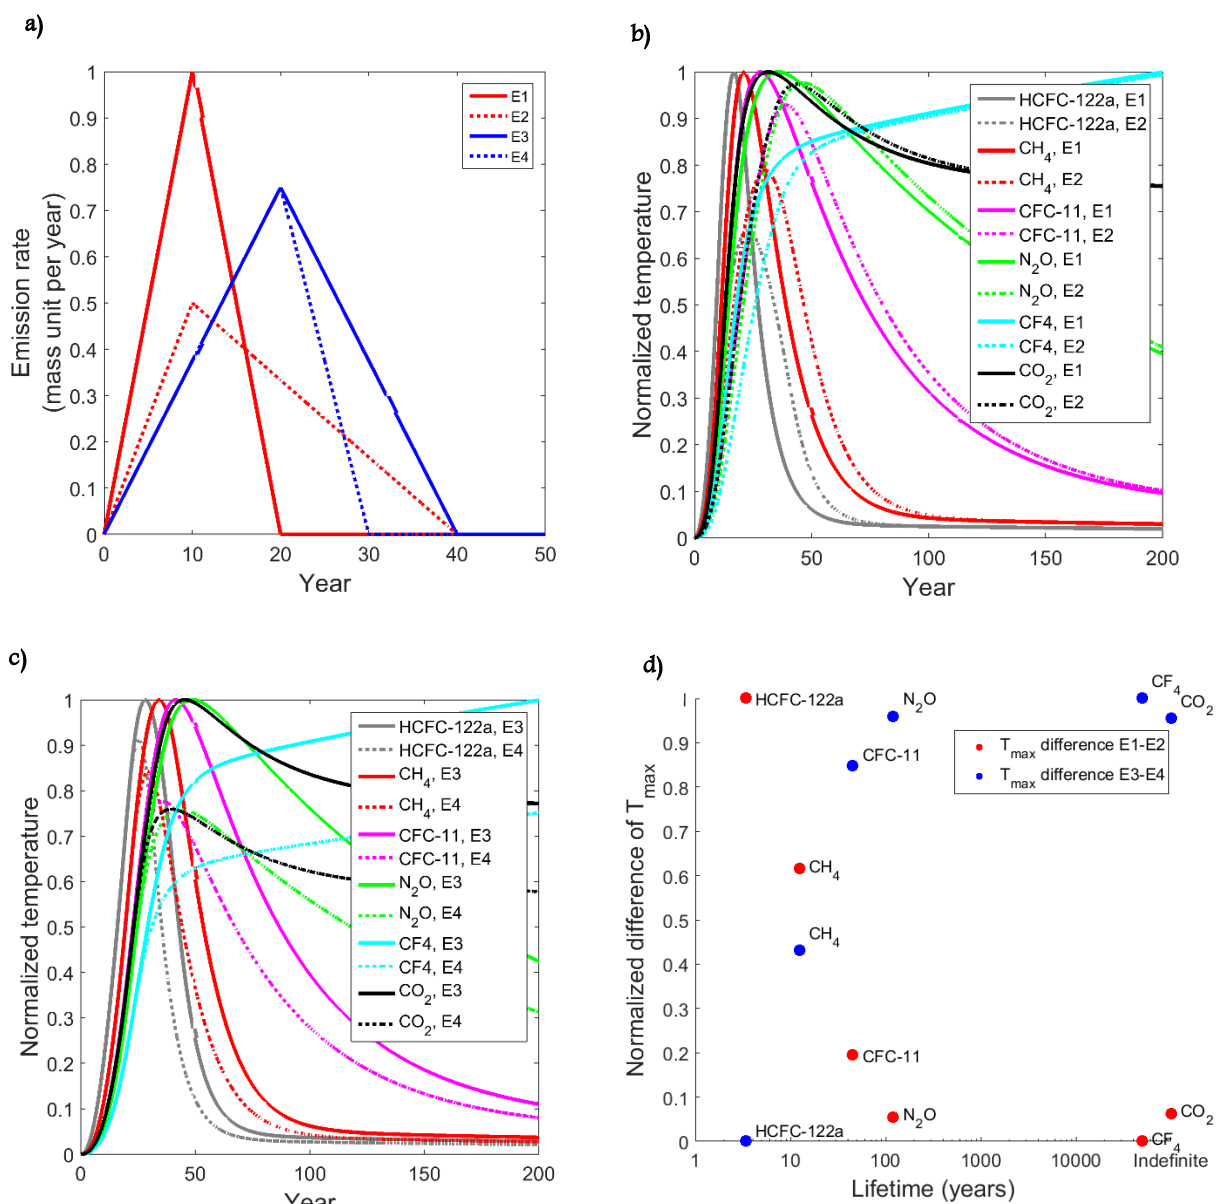 a)
Emission rate
(mass unit per year)
1
0.9
0.8
0.7
0.6
0.5
0.4
0.3
0.2
0.1
0
0 10 20 30 40 50
Year
E1
E2
E3
E4
b)
Normalized temperature
1
0.9
0.8
0.7
0.6
0.5
0.4
0.3
0.2
0.1
0
0 50 100 150 200
Year
HCFC-122a, E1
HCFC-122a, E2
CH4, E1
CH4, E2
CFC-11, E1
CFC-11, E2
N2O, E1
N2O, E2
CF4, E1
CF4, E2
CO2, E1
CO2, E2
c)
Normalized temperature
1
0.9
0.8
0.7
0.6
0.5
0.4
0.3
0.2
0.1
0
0 50 100 150 200
Year
HCFC-122a, E3
HCFC-122a, E4
CH4, E3
CH4, E4
CFC-11, E3
CFC-11, E4
N2O, E3
N2O, E4
CF4, E3
CF4, E4
CO2, E3
CO2, E4
d)
Normalized difference of Tmax
1
0.9
0.8
0.7
0.6
0.5
0.4
0.3
0.2
0.1
0
1 10 100 1000 10000 Indefinite
Lifetime (years)
Tmax difference E1-E2
Tmax difference E3-E4
HCFC-122a
N2O
CF4
CO2
CFC-11
CH4
CH4
CFC-11
N2O
CO2
HCFC-122a
CF4